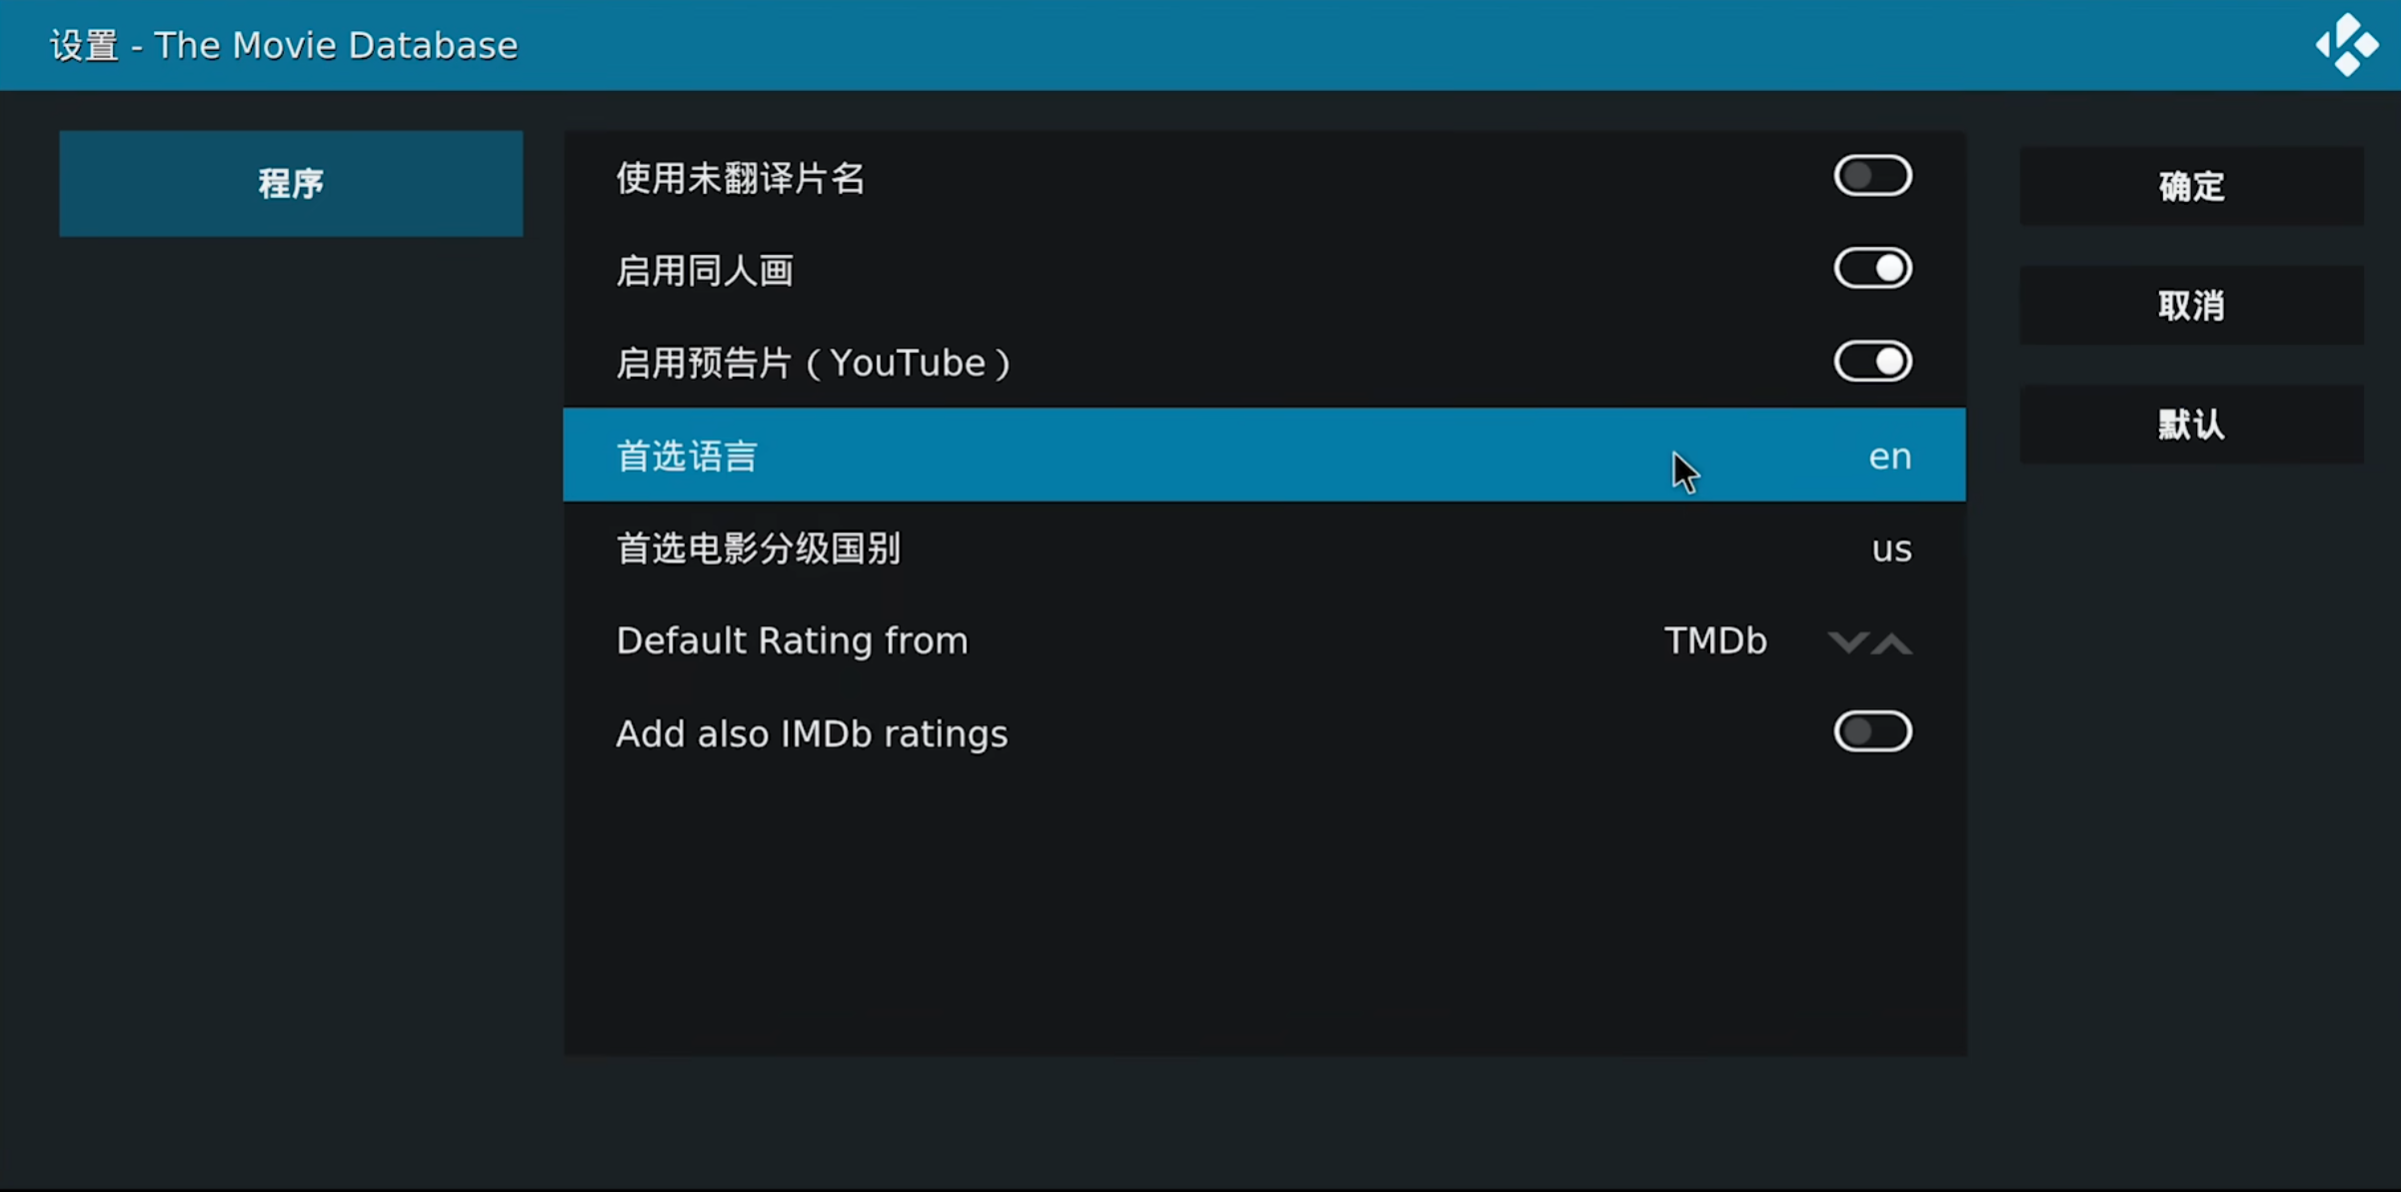 设置 - The Movie Database
程序
使用未翻译片名
启用同人画
启用预告片（YouTube）
首选语言 en
首选电影分级国别 us
Default Rating from TMDb
Add also IMDb ratings
确定
取消
默认